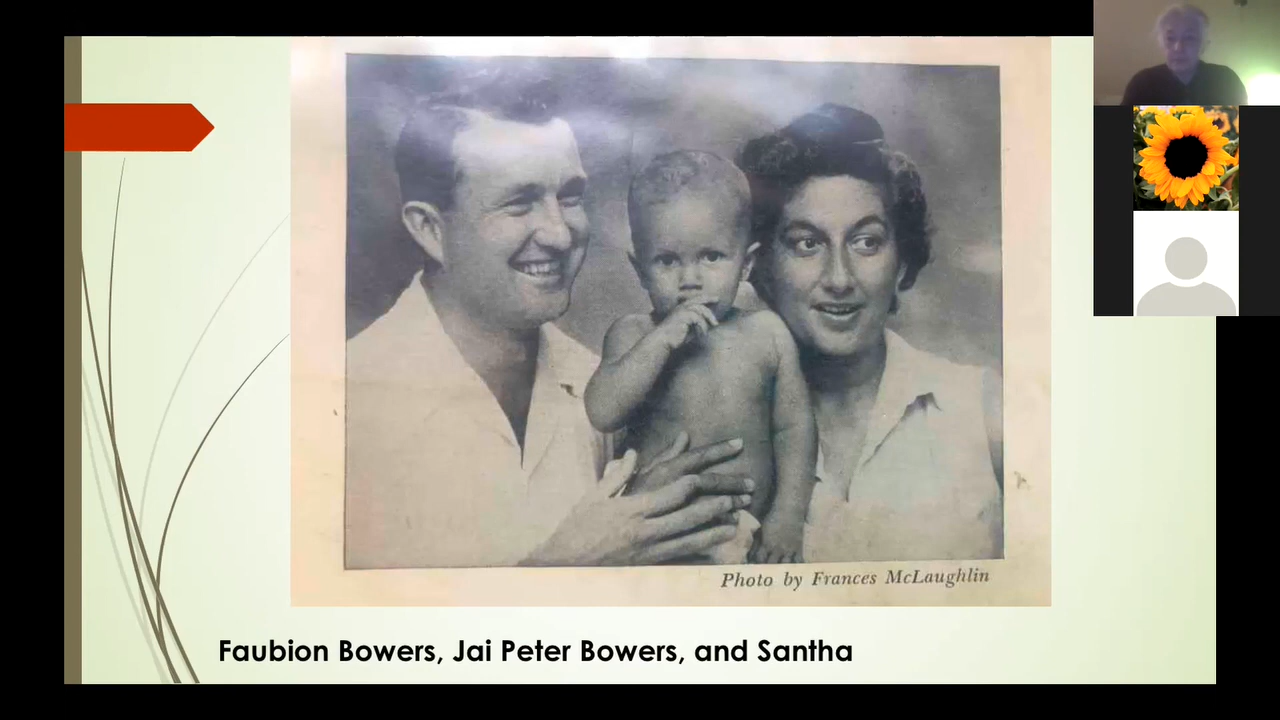 Photo by Frances McLaughlin
Faubion Bowers, Jai Peter Bowers, and Santha